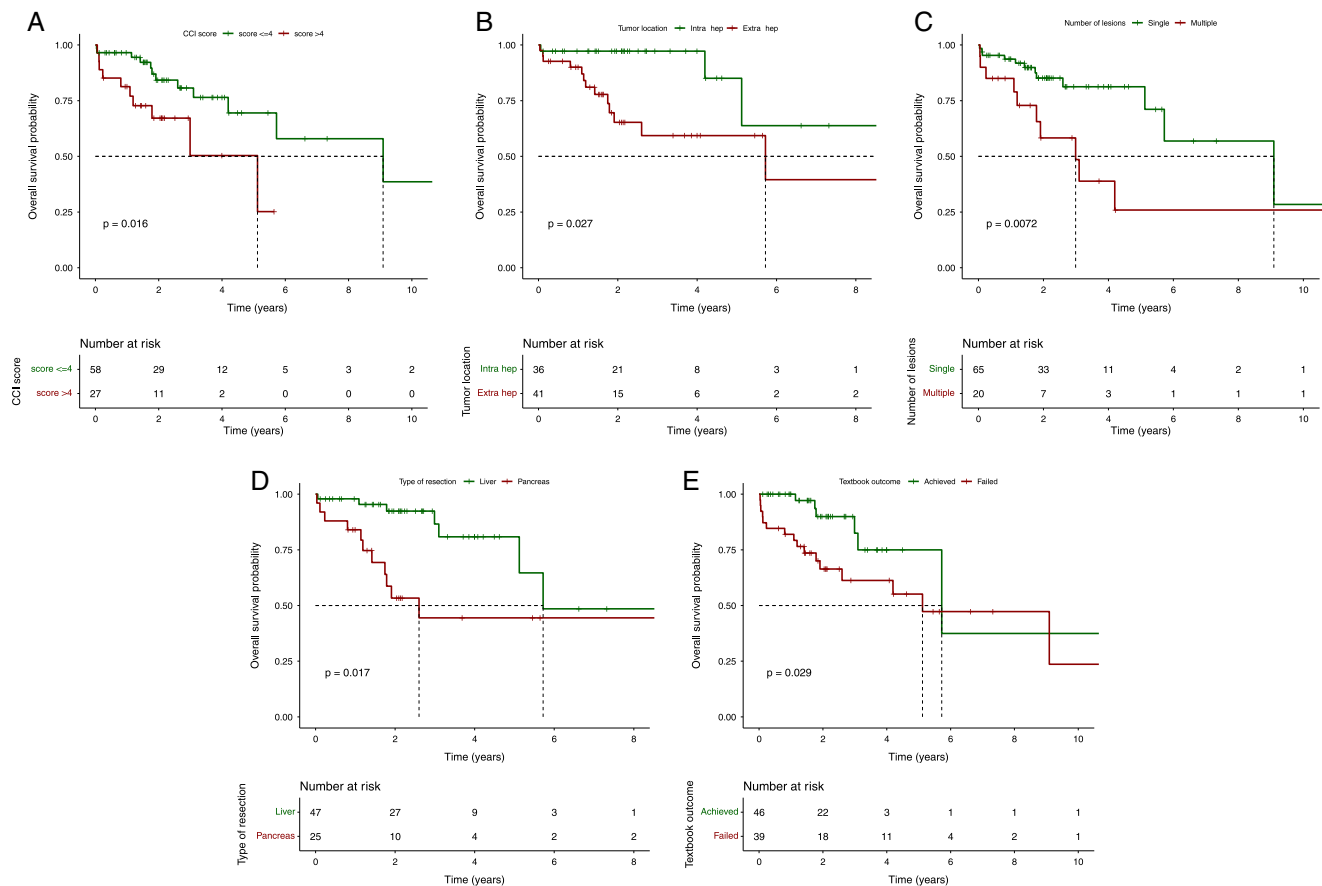 A
CCI score score <=4 score >4
1.00
0.75
0.50
0.25
0.00
Overall survival probability
p = 0.016
0 2 4 6 8 10
Time (years)
Number at risk
CCI score
score <=4 58 29 12 5 3 2
score >4 27 11 2 0 0 0
0 2 4 6 8 10
Time (years)
B
Tumor location Intra hep Extra hep
1.00
0.75
0.50
0.25
0.00
Overall survival probability
p = 0.027
0 2 4 6 8
Time (years)
Number at risk
Tumor location
Intra hep 36 21 8 3 1
Extra hep 41 15 6 2 2
0 2 4 6 8
Time (years)
C
Number of lesions Single Multiple
1.00
0.75
0.50
0.25
0.00
Overall survival probability
p = 0.0072
0 2 4 6 8 10
Time (years)
Number at risk
Number of lesions
Single 65 33 11 4 2 1
Multiple 20 7 3 1 1 1
0 2 4 6 8 10
Time (years)
D
Type of resection Liver Pancreas
1.00
0.75
0.50
0.25
0.00
Overall survival probability
p = 0.017
0 2 4 6 8
Time (years)
Number at risk
Type of resection
Liver 47 27 9 3 1
Pancreas 25 10 4 2 2
0 2 4 6 8
Time (years)
E
Textbook outcome Achieved Failed
1.00
0.75
0.50
0.25
0.00
Overall survival probability
p = 0.029
0 2 4 6 8 10
Time (years)
Number at risk
Textbook outcome
Achieved 46 22 3 1 1 1
Failed 39 18 11 4 2 1
0 2 4 6 8 10
Time (years)